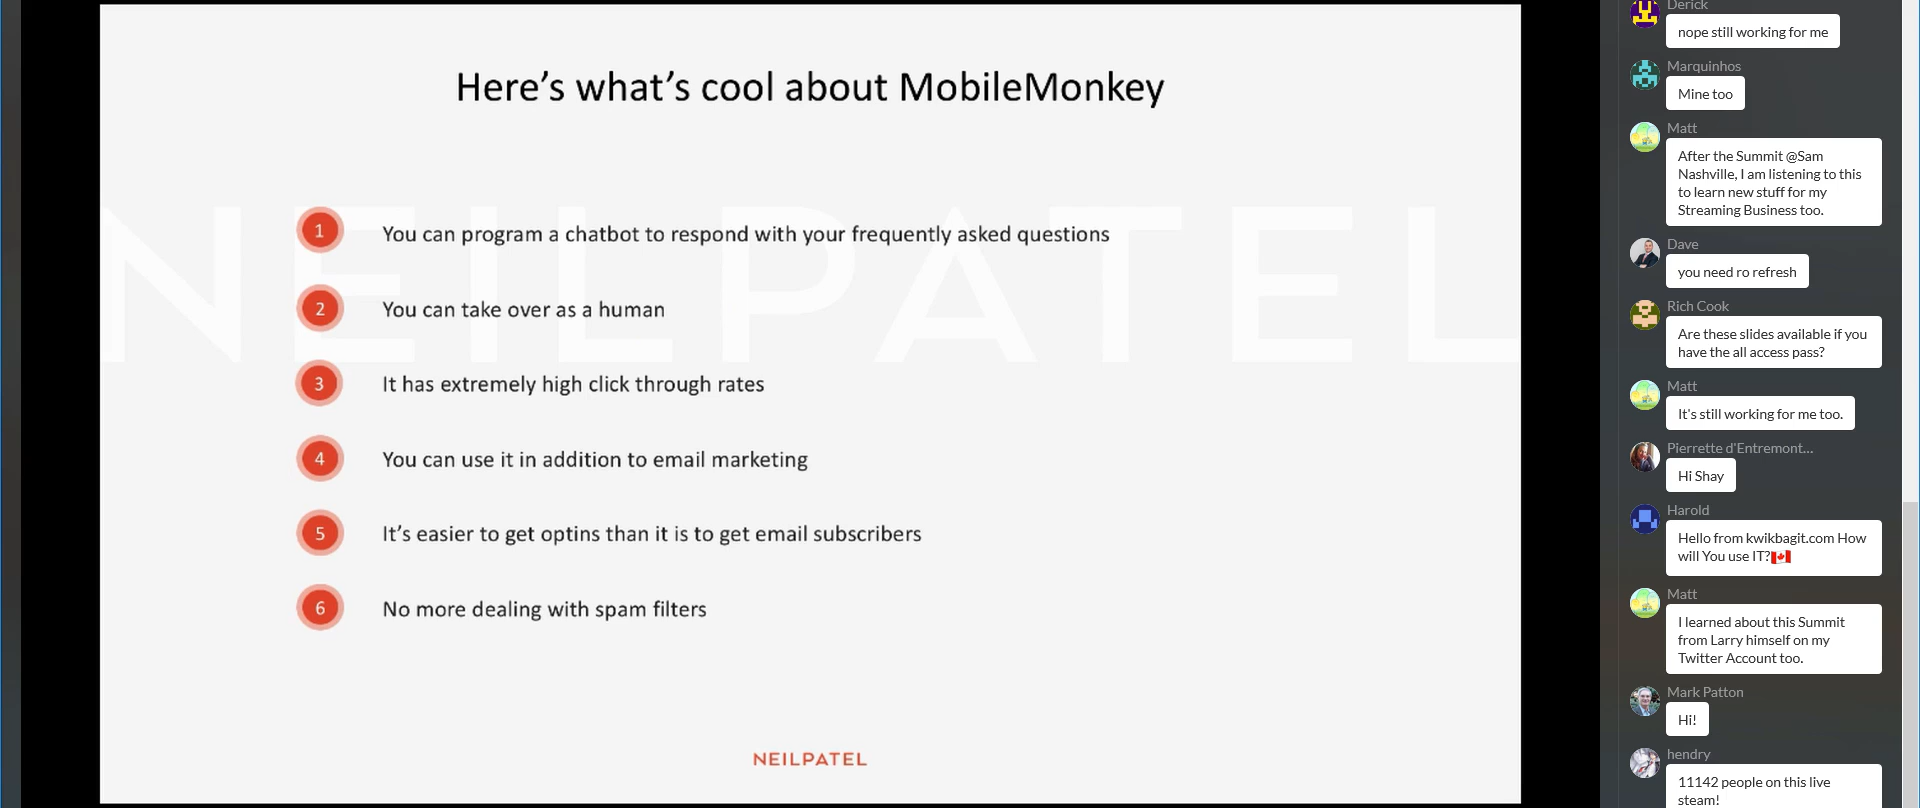 Here’s what’s cool about MobileMonkey
NEILPATEL
1 You can program a chatbot to respond with your frequently asked questions
2 You can take over as a human
3 It has extremely high click through rates
4 You can use it in addition to email marketing
5 It’s easier to get optins than it is to get email subscribers
6 No more dealing with spam filters
NEILPATEL
Derick
nope still working for me
Marquinhos
Mine too
Matt
After the Summit @Sam
Nashville, I am listening to this
to learn new stuff for my
Streaming Business too.
Dave
you need ro refresh
Rich Cook
Are these slides available if you
have the all access pass?
Matt
It's still working for me too.
Pierrette d'Entremont...
Hi Shay
Harold
Hello from kwikbagit.com How
will You use IT?🇨🇦
Matt
I learned about this Summit
from Larry himself on my
Twitter Account too.
Mark Patton
Hi!
hendry
11142 people on this live
steam!